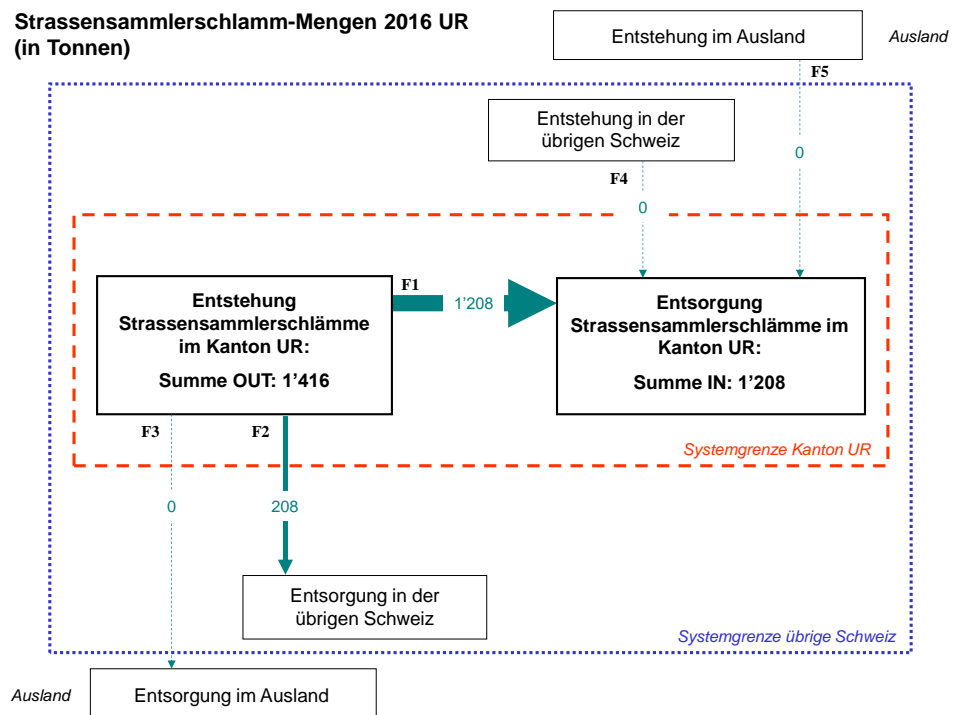 Strassensammlerschlamm-Mengen 2016 UR
(in Tonnen)
Entstehung im Ausland
Ausland
F5
Entstehung in der
übrigen Schweiz
0
F4
0
F1
Entstehung
Strassensammlerschlämme
im Kanton UR:
Summe OUT: 1’416
1’208
Entsorgung
Strassensammlerschlämme im
Kanton UR:
Summe IN: 1’208
F3
F2
Systemgrenze Kanton UR
0
208
Entsorgung in der
übrigen Schweiz
Systemgrenze übrige Schweiz
Ausland
Entsorgung im Ausland